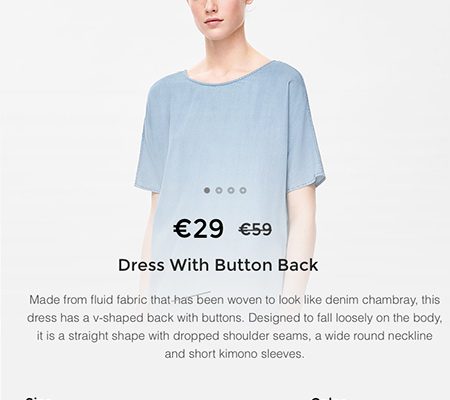 €29 €59
Dress With Button Back
Made from fluid fabric that has been woven to look like denim chambray, this
dress has a v-shaped back with buttons. Designed to fall loosely on the body,
it is a straight shape with dropped shoulder seams, a wide round neckline
and short kimono sleeves.